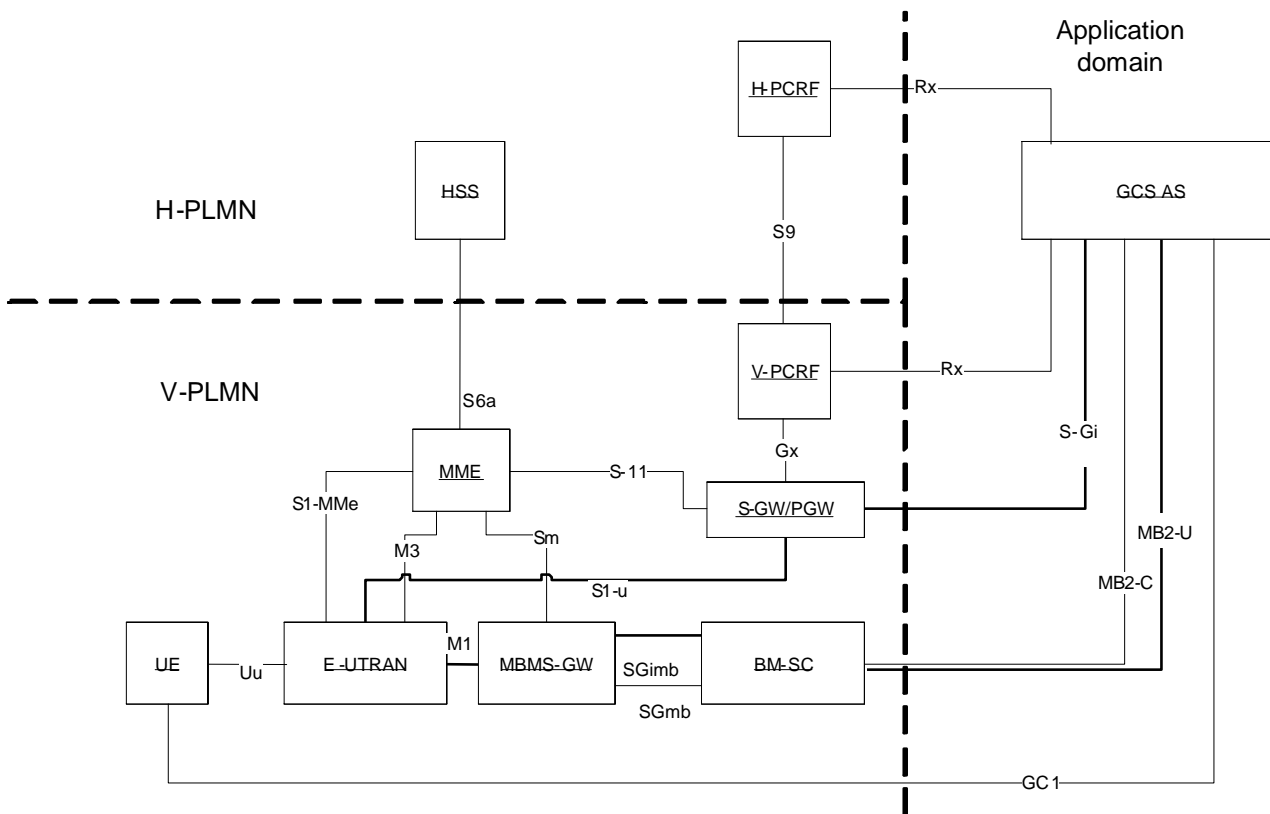 Application
domain
H-PCRF
Rx
HSS
GCS AS
H-PLMN
S9
V-PCRF
Rx
V-PLMN
S6a
S-Gi
Gx
MME
S-11
S1-MMe
S-GW/PGW
MB2-U
Sm
M3
MB2-C
S1-u
M1
UE
E-UTRAN
MBMS-GW
BM-SC
Uu
SGimb
SGmb
GC1